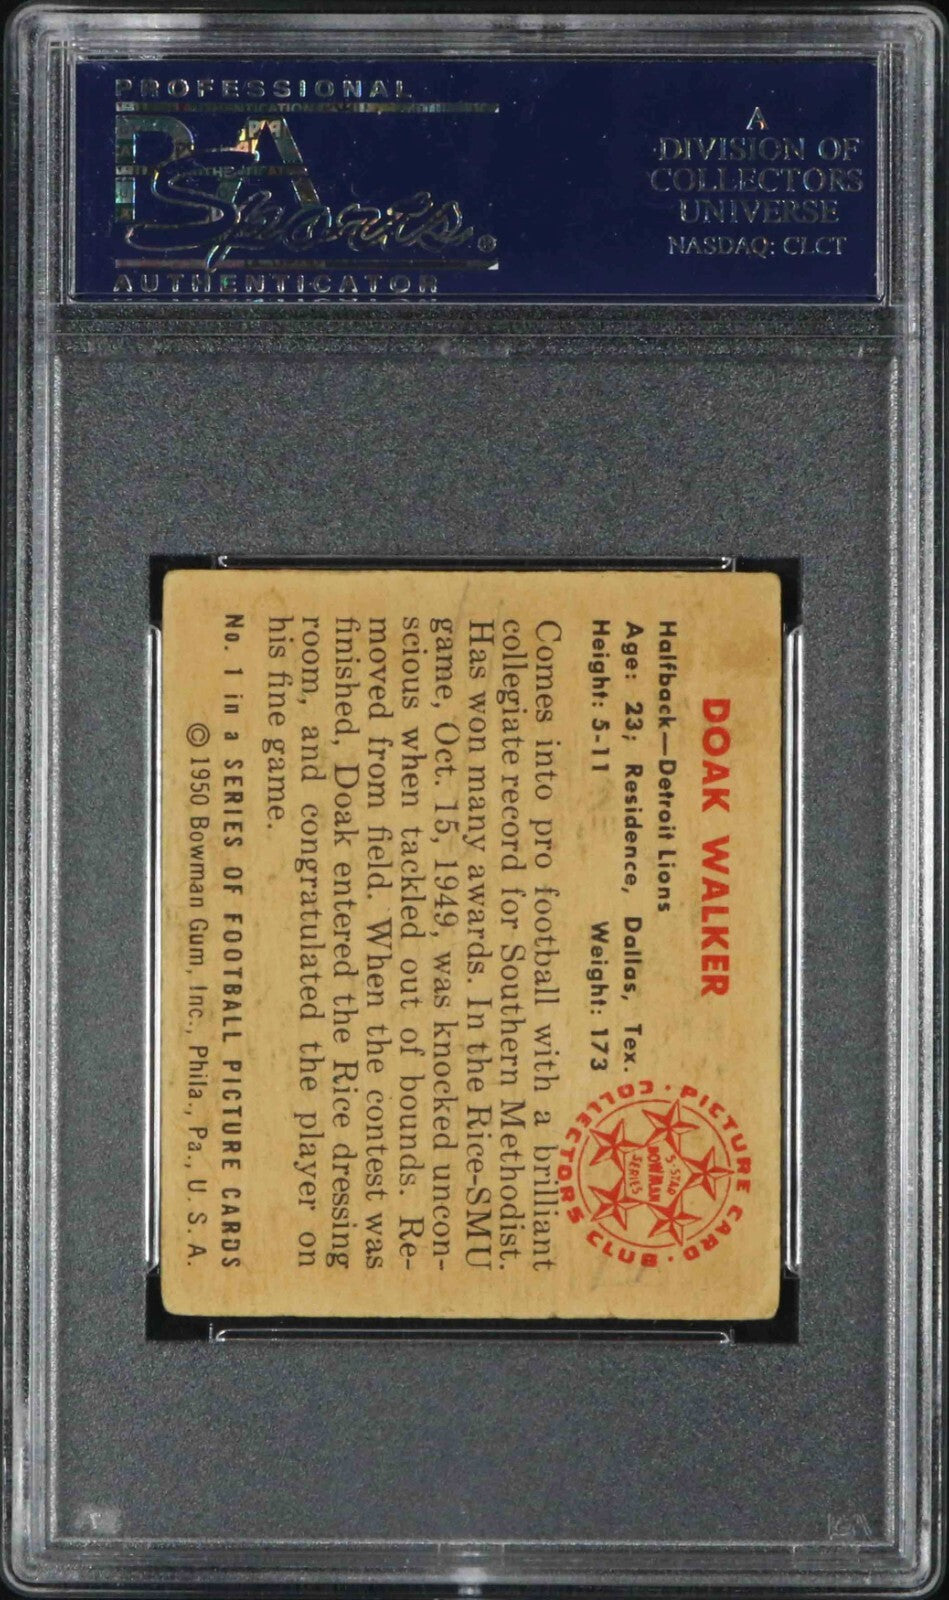 PROFESSIONAL
PSA
Sports
AUTHENTICATOR
A
DIVISION OF
COLLECTORS
UNIVERSE
NASDAQ: CLCT
DOAK WALKER
Halfback—Detroit Lions
Age: 23; Residence, Dallas, Tex.
Height: 5-11 Weight: 173
Comes into pro football with a brilliant
collegiate record for Southern Methodist.
Has won many awards. In the Rice-SMU
game, Oct. 15, 1949, was knocked uncon-
scious when tackled out of bounds. Re-
moved from field. When the contest was
finished, Doak entered the Rice dressing
room, and congratulated the player on
his fine game.
No. 1 in a SERIES OF FOOTBALL PICTURE CARDS
© 1950 Bowman Gum, Inc., Phila., Pa., U. S. A.
PICTURE CARD COLLECTORS CLUB
5-STAR
BOWMAN
SERIES